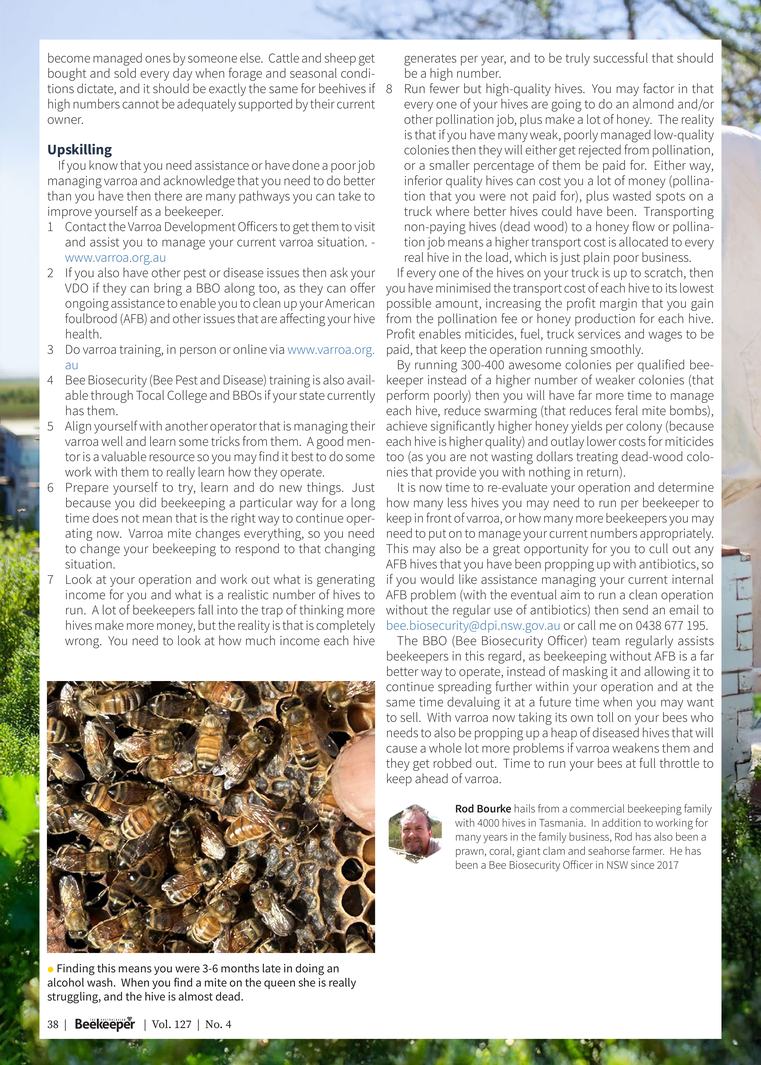 become managed ones by someone else. Cattle and sheep get
bought and sold every day when forage and seasonal condi-
tions dictate, and it should be exactly the same for beehives if
high numbers cannot be adequately supported by their current
owner.
Upskilling
If you know that you need assistance or have done a poor job
managing varroa and acknowledge that you need to do better
than you have then there are many pathways you can take to
improve yourself as a beekeeper.
1 Contact the Varroa Development Officers to get them to visit
and assist you to manage your current varroa situation. -
www.varroa.org.au
2 If you also have other pest or disease issues then ask your
VDO if they can bring a BBO along too, as they can offer
ongoing assistance to enable you to clean up your American
foulbrood (AFB) and other issues that are affecting your hive
health.
3 Do varroa training, in person or online via www.varroa.org.
au
4 Bee Biosecurity (Bee Pest and Disease) training is also avail-
able through Tocal College and BBOs if your state currently
has them.
5 Align yourself with another operator that is managing their
varroa well and learn some tricks from them. A good men-
tor is a valuable resource so you may find it best to do some
work with them to really learn how they operate.
6 Prepare yourself to try, learn and do new things. Just
because you did beekeeping a particular way for a long
time does not mean that is the right way to continue oper-
ating now. Varroa mite changes everything, so you need
to change your beekeeping to respond to that changing
situation.
7 Look at your operation and work out what is generating
income for you and what is a realistic number of hives to
run. A lot of beekeepers fall into the trap of thinking more
hives make more money, but the reality is that is completely
wrong. You need to look at how much income each hive
generates per year, and to be truly successful that should
be a high number.
8 Run fewer but high-quality hives. You may factor in that
every one of your hives are going to do an almond and/or
other pollination job, plus make a lot of honey. The reality
is that if you have many weak, poorly managed low-quality
colonies then they will either get rejected from pollination,
or a smaller percentage of them be paid for. Either way,
inferior quality hives can cost you a lot of money (pollina-
tion that you were not paid for), plus wasted spots on a
truck where better hives could have been. Transporting
non-paying hives (dead wood) to a honey flow or pollina-
tion job means a higher transport cost is allocated to every
real hive in the load, which is just plain poor business.
If every one of the hives on your truck is up to scratch, then
you have minimised the transport cost of each hive to its lowest
possible amount, increasing the profit margin that you gain
from the pollination fee or honey production for each hive.
Profit enables miticides, fuel, truck services and wages to be
paid, that keep the operation running smoothly.
By running 300-400 awesome colonies per qualified bee-
keeper instead of a higher number of weaker colonies (that
perform poorly) then you will have far more time to manage
each hive, reduce swarming (that reduces feral mite bombs),
achieve significantly higher honey yields per colony (because
each hive is higher quality) and outlay lower costs for miticides
too (as you are not wasting dollars treating dead-wood colo-
nies that provide you with nothing in return).
It is now time to re-evaluate your operation and determine
how many less hives you may need to run per beekeeper to
keep in front of varroa, or how many more beekeepers you may
need to put on to manage your current numbers appropriately.
This may also be a great opportunity for you to cull out any
AFB hives that you have been propping up with antibiotics, so
if you would like assistance managing your current internal
AFB problem (with the eventual aim to run a clean operation
without the regular use of antibiotics) then send an email to
bee.biosecurity@dpi.nsw.gov.au or call me on 0438 677 195.
The BBO (Bee Biosecurity Officer) team regularly assists
beekeepers in this regard, as beekeeping without AFB is a far
better way to operate, instead of masking it and allowing it to
continue spreading further within your operation and at the
same time devaluing it at a future time when you may want
to sell. With varroa now taking its own toll on your bees who
needs to also be propping up a heap of diseased hives that will
cause a whole lot more problems if varroa weakens them and
they get robbed out. Time to run your bees at full throttle to
keep ahead of varroa.
Rod Bourke hails from a commercial beekeeping family
with 4000 hives in Tasmania. In addition to working for
many years in the family business, Rod has also been a
prawn, coral, giant clam and seahorse farmer. He has
been a Bee Biosecurity Officer in NSW since 2017
Finding this means you were 3-6 months late in doing an
alcohol wash. When you find a mite on the queen she is really
struggling, and the hive is almost dead.
38 | Beekeeper | Vol. 127 | No. 4